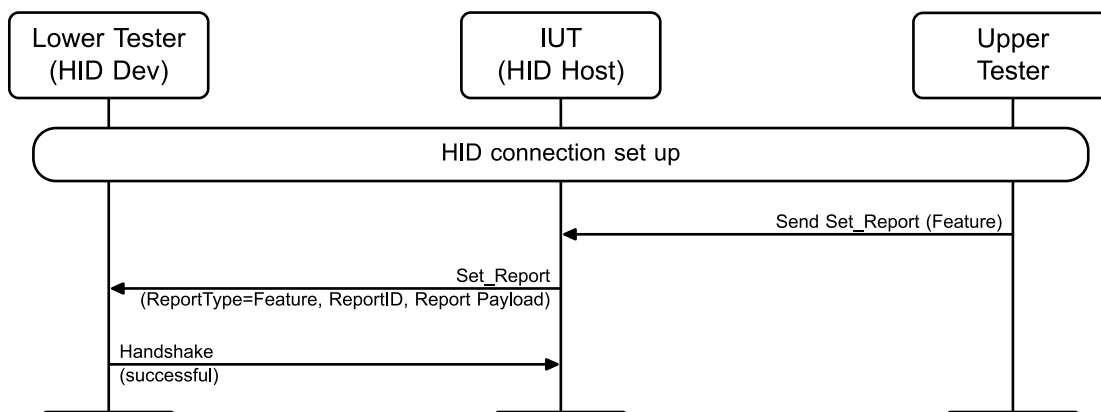 Lower Tester
(HID Dev)
IUT
(HID Host)
Upper
Tester
HID connection set up
Send Set_Report (Feature)
Set_Report
(ReportType=Feature, ReportID, Report Payload)
Handshake
(successful)